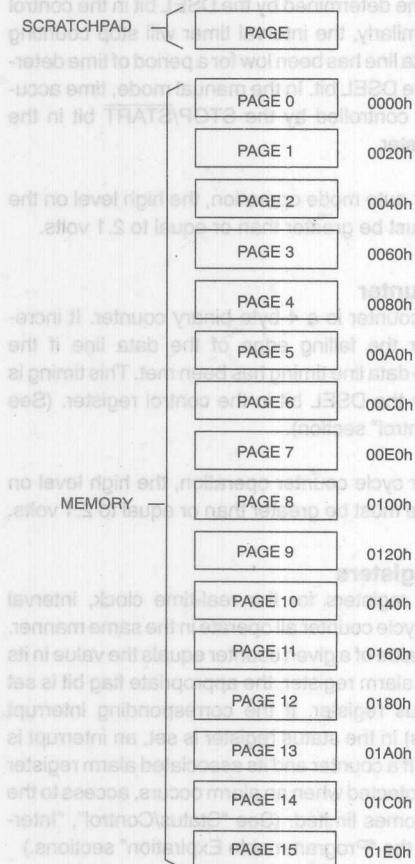 SCRATCHPAD
PAGE
MEMORY
PAGE 0 0000h
PAGE 1 0020h
PAGE 2 0040h
PAGE 3 0060h
PAGE 4 0080h
PAGE 5 00A0h
PAGE 6 00C0h
PAGE 7 00E0h
PAGE 8 0100h
PAGE 9 0120h
PAGE 10 0140h
PAGE 11 0160h
PAGE 12 0180h
PAGE 13 01A0h
PAGE 14 01C0h
PAGE 15 01E0h